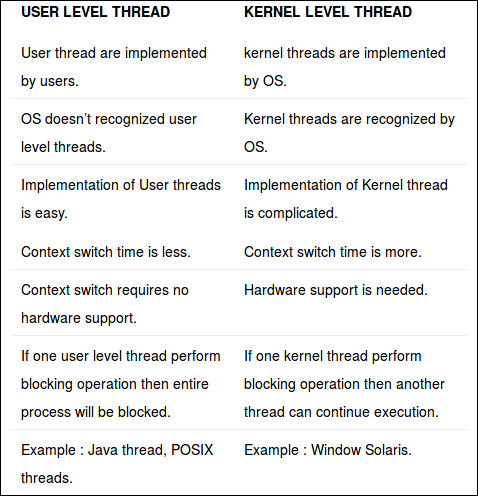 USER LEVEL THREAD KERNEL LEVEL THREAD
User thread are implemented kernel threads are implemented
by users. by OS.
OS doesn't recognized user Kernel threads are recognized by
level threads. OS.
Implementation of User threads Implementation of Kernel thread
is easy. is complicated.
Context switch time is less. Context switch time is more.
Context switch requires no Hardware support is needed.
hardware support.
If one user level thread perform If one kernel thread perform
blocking operation then entire blocking operation then another
process will be blocked. thread can continue execution.
Example : Java thread, POSIX Example : Window Solaris.
threads.